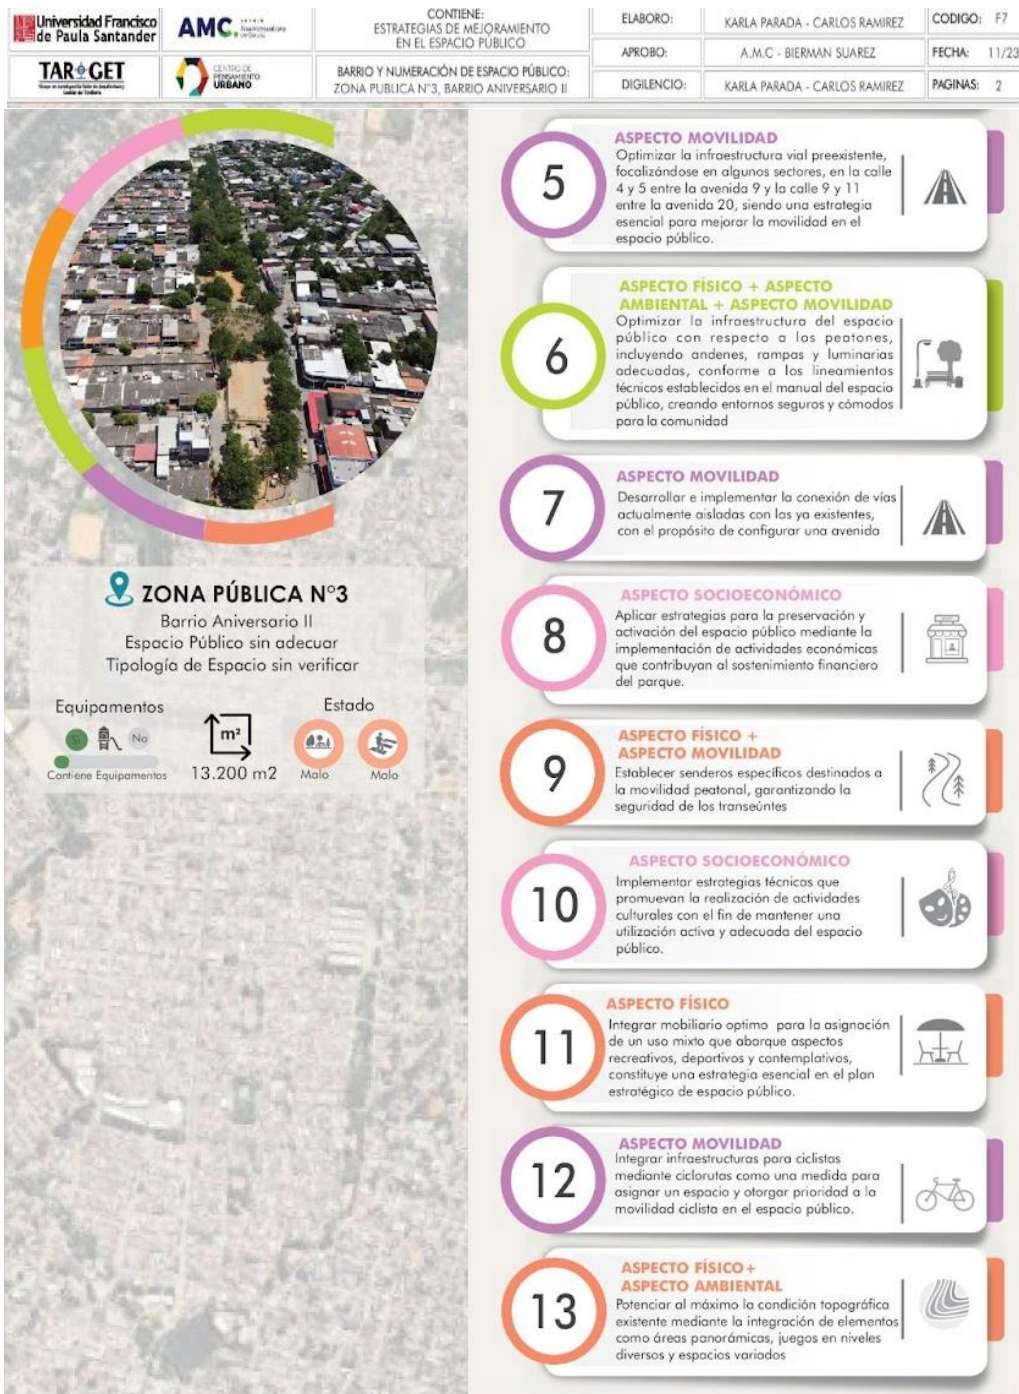 Universidad Francisco
de Paula Santander
AMC.
CONTIENE:
ESTRATEGIAS DE MEJORAMIENTO
EN EL ESPACIO PÚBLICO
ELABORO:
KARLA PARADA - CARLOS RAMIREZ
CODIGO: F7
APROBO:
A.M.C - BIERMAN SUAREZ
FECHA: 11/23
TAR GET
CENTRO DE
PENSAMIENTO
URBANO
BARRIO Y NUMERACIÓN DE ESPACIO PÚBLICO:
ZONA PUBLICA N°3, BARRIO ANIVERSARIO II
DIGILENCIO:
KARLA PARADA - CARLOS RAMIREZ
PAGINAS: 2
ZONA PÚBLICA N°3
Barrio Aniversario II
Espacio Público sin adecuar
Tipología de Espacio sin verificar
Equipamentos
Si
No
Contiene Equipamentos
m²
13.200 m2
Estado
Malo
Malo
5
ASPECTO MOVILIDAD
Optimizar la infraestructura vial preexistente,
focalizándose en algunos sectores, en la calle
4 y 5 entre la avenida 9 y la calle 9 y 11
entre la avenida 20, siendo una estrategia
esencial para mejorar la movilidad en el
espacio público.
6
ASPECTO FÍSICO + ASPECTO
AMBIENTAL + ASPECTO MOVILIDAD
Optimizar la infraestructura del espacio
público con respecto a los peatones,
incluyendo andenes, rampas y luminarias
adecuadas, conforme a los lineamientos
técnicos establecidos en el manual del espacio
público, creando entornos seguros y cómodos
para la comunidad
7
ASPECTO MOVILIDAD
Desarrollar e implementar la conexión de vías
actualmente aisladas con las ya existentes,
con el propósito de configurar una avenida
8
ASPECTO SOCIOECONÓMICO
Aplicar estrategias para la preservación y
activación del espacio público mediante la
implementación de actividades económicas
que contribuyan al sostenimiento financiero
del parque.
9
ASPECTO FÍSICO +
ASPECTO MOVILIDAD
Establecer senderos específicos destinados a
la movilidad peatonal, garantizando la
seguridad de los transeúntes
10
ASPECTO SOCIOECONÓMICO
Implementar estrategias técnicas que
promuevan la realización de actividades
culturales con el fin de mantener una
utilización activa y adecuada del espacio
público.
11
ASPECTO FÍSICO
Integrar mobiliario optimo para la asignación
de un uso mixto que abarque aspectos
recreativos, deportivos y contemplativos,
constituye una estrategia esencial en el plan
estratégico de espacio público.
12
ASPECTO MOVILIDAD
Integrar infraestructuras para ciclistas
mediante ciclorutas como una medida para
asignar un espacio y otorgar prioridad a la
movilidad ciclista en el espacio público.
13
ASPECTO FÍSICO+
ASPECTO AMBIENTAL
Potenciar al máximo la condición topográfica
existente mediante la integración de elementos
como áreas panorámicas, juegos en niveles
diversos y espacios variados